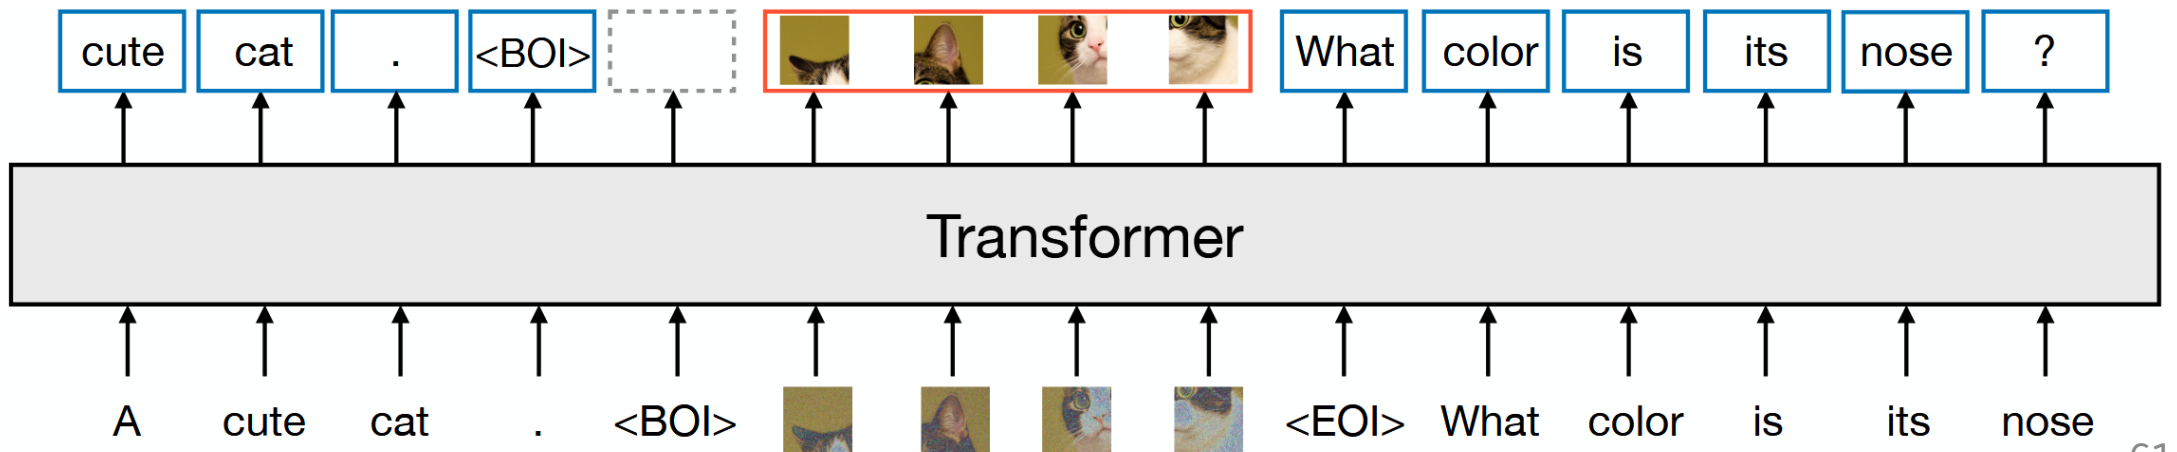 cute cat . <BOI> What color is its nose ?
Transformer
A cute cat . <BOI> <EOI> What color is its nose